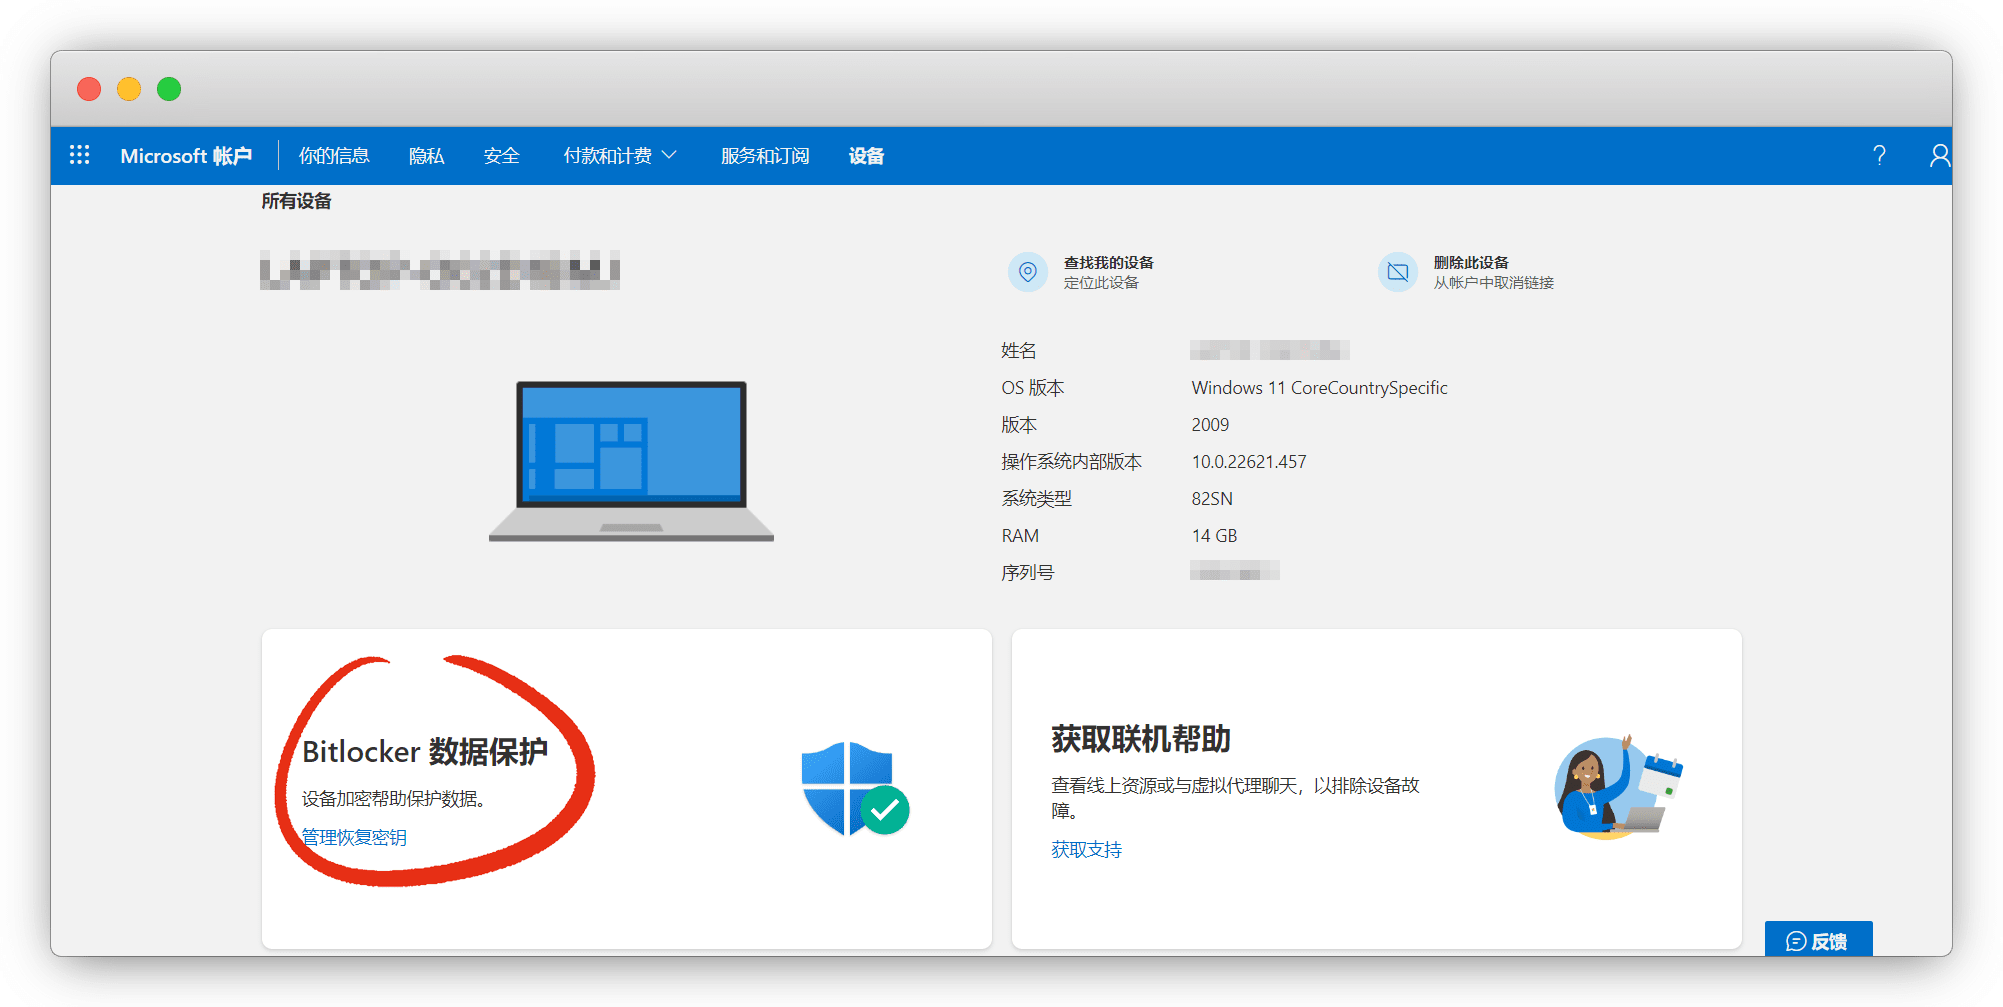 Microsoft 帐户
你的信息
隐私
安全
付款和计费
服务和订阅
设备
?
所有设备
查找我的设备
定位此设备
删除此设备
从帐户中取消链接
姓名
OS 版本 Windows 11 CoreCountrySpecific
版本 2009
操作系统内部版本 10.0.22621.457
系统类型 82SN
RAM 14 GB
序列号
Bitlocker 数据保护
设备加密帮助保护数据。
管理恢复密钥
获取联机帮助
查看线上资源或与虚拟代理聊天，以排除设备故
障。
获取支持
反馈